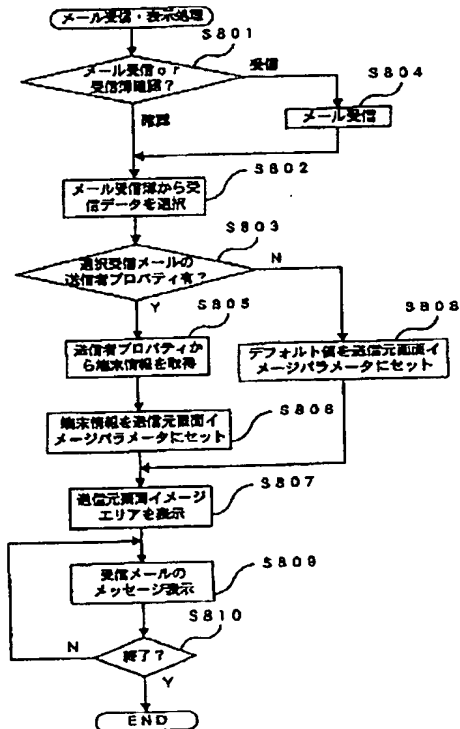 メール受信・表示処理
S801
メール受信or
受信簿確認?
受信
S804
メール受信
確認
S802
メール受信簿から受
信データを選択
S803
選択受信メールの
送信者プロパティ有?
N
Y
S805
S808
送信者プロパティか
ら端末情報を取得
デフォルト値を送信元画面イ
メージパラメータにセット
S806
端末情報を送信元画面イ
メージパラメータにセット
S807
送信元画面イメージ
エリアを表示
S809
受信メールの
メッセージ表示
S810
終了?
N
Y
END